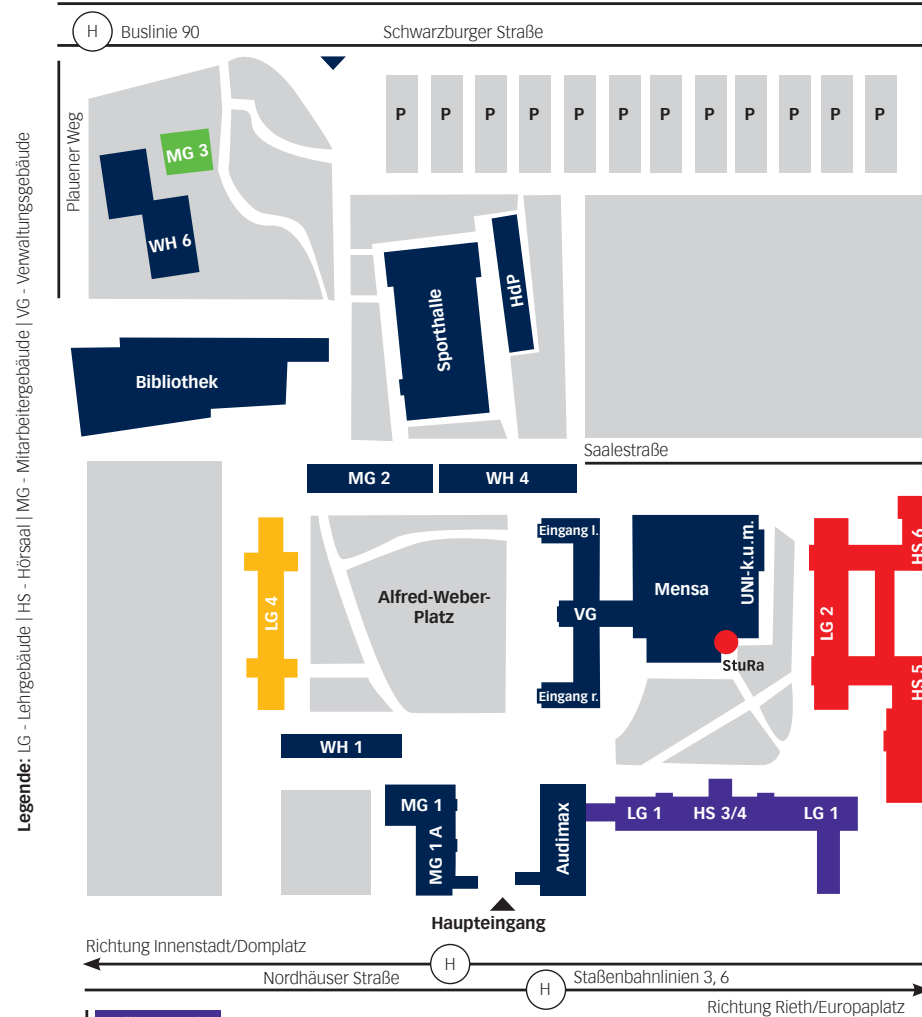 H
Buslinie 90
Schwarzburger Straße
Plauener Weg
P P P P P P P P P P P P
MG 3
WH 6
Sporthalle
HdP
Bibliothek
Saalestraße
MG 2
WH 4
Eingang l.
VG
Eingang r.
Mensa
UNI-k.u.m.
StuRa
LG 4
Alfred-Weber-
Platz
LG 2
HS 6
HS 5
WH 1
MG 1
MG 1 A
Audimax
LG 1
HS 3/4
LG 1
Haupteingang
Richtung Innenstadt/Domplatz
H
Nordhäuser Straße
H
Staßenbahnlinien 3, 6
Richtung Rieth/Europaplatz
Legende: LG - Lehrgebäude | HS - Hörsaal | MG - Mitarbeitergebäude | VG - Verwaltungsgebäude